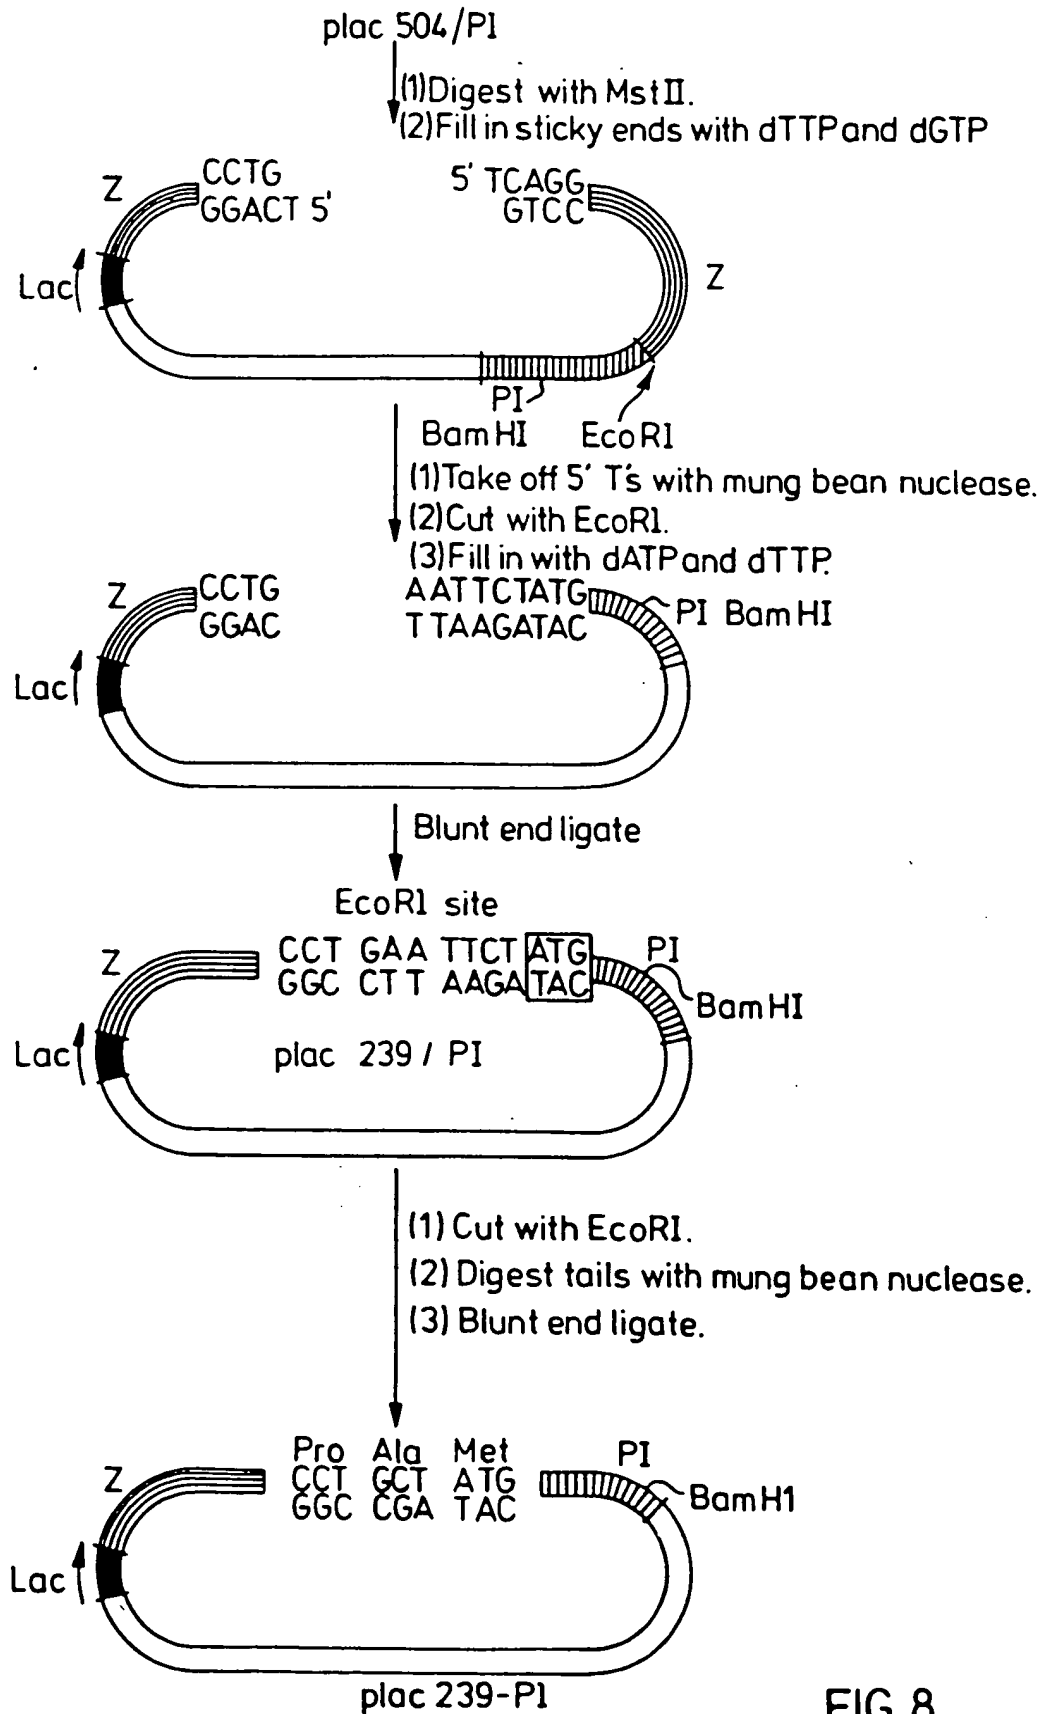 plac 504/PI
(1)Digest with MstII.
(2)Fill in sticky ends with dTTP and dGTP
Z
CCTG
GGACT 5'
5' TCAGG
GTCC
Z
Lac
PI
BamHI
EcoR1
(1)Take off 5' T's with mung bean nuclease.
(2)Cut with EcoR1.
(3)Fill in with dATP and dTTP.
Z
CCTG
GGAC
AATTCTATG
TTAAGATAC
PI BamHI
Lac
Blunt end ligate
EcoR1 site
Z
CCT GAA TTCT ATG
GGC CTT AAGA TAC
PI
BamHI
Lac
plac 239 / PI
(1) Cut with EcoRI.
(2) Digest tails with mung bean nuclease.
(3) Blunt end ligate.
Pro Ala Met
Z
CCT GCT ATG
GGC CGA TAC
PI
BamH1
Lac
plac 239-P1
FIG. 8